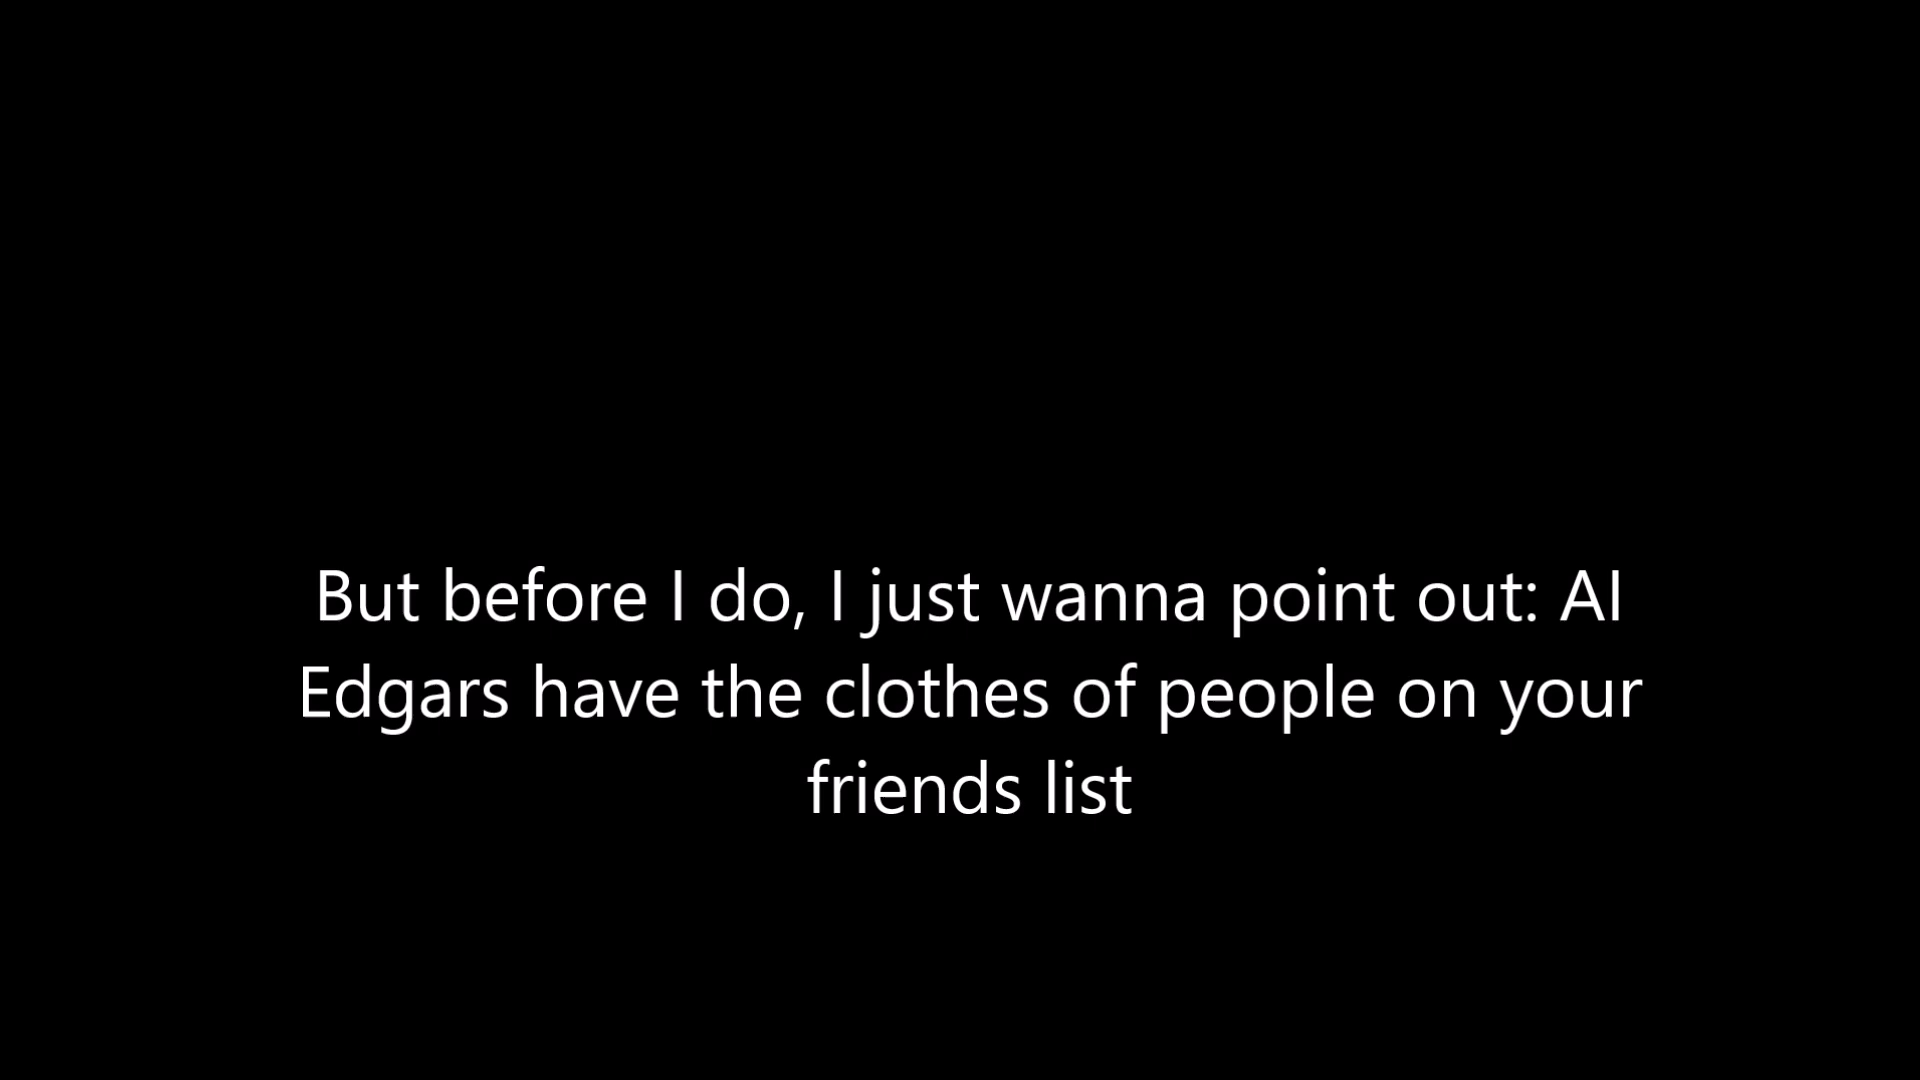 But before I do, I just wanna point out: AI
Edgars have the clothes of people on your
friends list